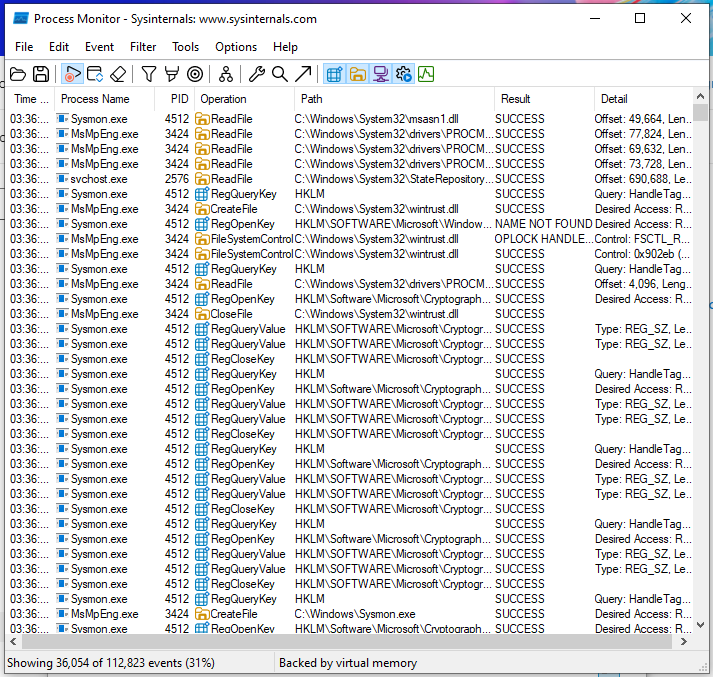 Process Monitor - Sysinternals: www.sysinternals.com
File Edit Event Filter Tools Options Help
Time ... Process Name PID Operation Path Result Detail
03:36:... Sysmon.exe 4512 ReadFile C:\Windows\System32\msasn1.dll SUCCESS Offset: 49,664, Len...
03:36:... MsMpEng.exe 3424 ReadFile C:\Windows\System32\drivers\PROCM... SUCCESS Offset: 77,824, Len...
03:36:... MsMpEng.exe 3424 ReadFile C:\Windows\System32\drivers\PROCM... SUCCESS Offset: 69,632, Len...
03:36:... MsMpEng.exe 3424 ReadFile C:\Windows\System32\drivers\PROCM... SUCCESS Offset: 73,728, Len...
03:36:... svchost.exe 2576 ReadFile C:\Windows\System32\StateRepository... SUCCESS Offset: 690,688, Le...
03:36:... Sysmon.exe 4512 RegQueryKey HKLM SUCCESS Query: HandleTag...
03:36:... MsMpEng.exe 3424 CreateFile C:\Windows\System32\wintrust.dll SUCCESS Desired Access: R...
03:36:... Sysmon.exe 4512 RegOpenKey HKLM\SOFTWARE\Microsoft\Window... NAME NOT FOUND Desired Access: R...
03:36:... MsMpEng.exe 3424 FileSystemControl C:\Windows\System32\wintrust.dll OPLOCK HANDLE... Control: FSCTL_R...
03:36:... MsMpEng.exe 3424 FileSystemControl C:\Windows\System32\wintrust.dll SUCCESS Control: 0x902eb (...
03:36:... Sysmon.exe 4512 RegQueryKey HKLM SUCCESS Query: HandleTag...
03:36:... MsMpEng.exe 3424 ReadFile C:\Windows\System32\drivers\PROCM... SUCCESS Offset: 4,096, Leng...
03:36:... Sysmon.exe 4512 RegOpenKey HKLM\Software\Microsoft\Cryptograph... SUCCESS Desired Access: R...
03:36:... MsMpEng.exe 3424 CloseFile C:\Windows\System32\wintrust.dll SUCCESS
03:36:... Sysmon.exe 4512 RegQueryValue HKLM\SOFTWARE\Microsoft\Cryptogr... SUCCESS Type: REG_SZ, Le...
03:36:... Sysmon.exe 4512 RegQueryValue HKLM\SOFTWARE\Microsoft\Cryptogr... SUCCESS Type: REG_SZ, Le...
03:36:... Sysmon.exe 4512 RegCloseKey HKLM\SOFTWARE\Microsoft\Cryptogr... SUCCESS
03:36:... Sysmon.exe 4512 RegQueryKey HKLM SUCCESS Query: HandleTag...
03:36:... Sysmon.exe 4512 RegOpenKey HKLM\Software\Microsoft\Cryptograph... SUCCESS Desired Access: R...
03:36:... Sysmon.exe 4512 RegQueryValue HKLM\SOFTWARE\Microsoft\Cryptogr... SUCCESS Type: REG_SZ, Le...
03:36:... Sysmon.exe 4512 RegQueryValue HKLM\SOFTWARE\Microsoft\Cryptogr... SUCCESS Type: REG_SZ, Le...
03:36:... Sysmon.exe 4512 RegCloseKey HKLM\SOFTWARE\Microsoft\Cryptogr... SUCCESS
03:36:... Sysmon.exe 4512 RegQueryKey HKLM SUCCESS Query: HandleTag...
03:36:... Sysmon.exe 4512 RegOpenKey HKLM\Software\Microsoft\Cryptograph... SUCCESS Desired Access: R...
03:36:... Sysmon.exe 4512 RegQueryValue HKLM\SOFTWARE\Microsoft\Cryptogr... SUCCESS Type: REG_SZ, Le...
03:36:... Sysmon.exe 4512 RegQueryValue HKLM\SOFTWARE\Microsoft\Cryptogr... SUCCESS Type: REG_SZ, Le...
03:36:... Sysmon.exe 4512 RegCloseKey HKLM\SOFTWARE\Microsoft\Cryptogr... SUCCESS
03:36:... Sysmon.exe 4512 RegQueryKey HKLM SUCCESS Query: HandleTag...
03:36:... Sysmon.exe 4512 RegOpenKey HKLM\Software\Microsoft\Cryptograph... SUCCESS Desired Access: R...
03:36:... Sysmon.exe 4512 RegQueryValue HKLM\SOFTWARE\Microsoft\Cryptogr... SUCCESS Type: REG_SZ, Le...
03:36:... Sysmon.exe 4512 RegQueryValue HKLM\SOFTWARE\Microsoft\Cryptogr... SUCCESS Type: REG_SZ, Le...
03:36:... Sysmon.exe 4512 RegCloseKey HKLM\SOFTWARE\Microsoft\Cryptogr... SUCCESS
03:36:... Sysmon.exe 4512 RegQueryKey HKLM SUCCESS Query: HandleTag...
03:36:... MsMpEng.exe 3424 CreateFile C:\Windows\Sysmon.exe SUCCESS Desired Access: R...
03:36:... Sysmon.exe 4512 RegOpenKey HKLM\Software\Microsoft\Cryptograph... SUCCESS Desired Access: R...
Showing 36,054 of 112,823 events (31%) Backed by virtual memory